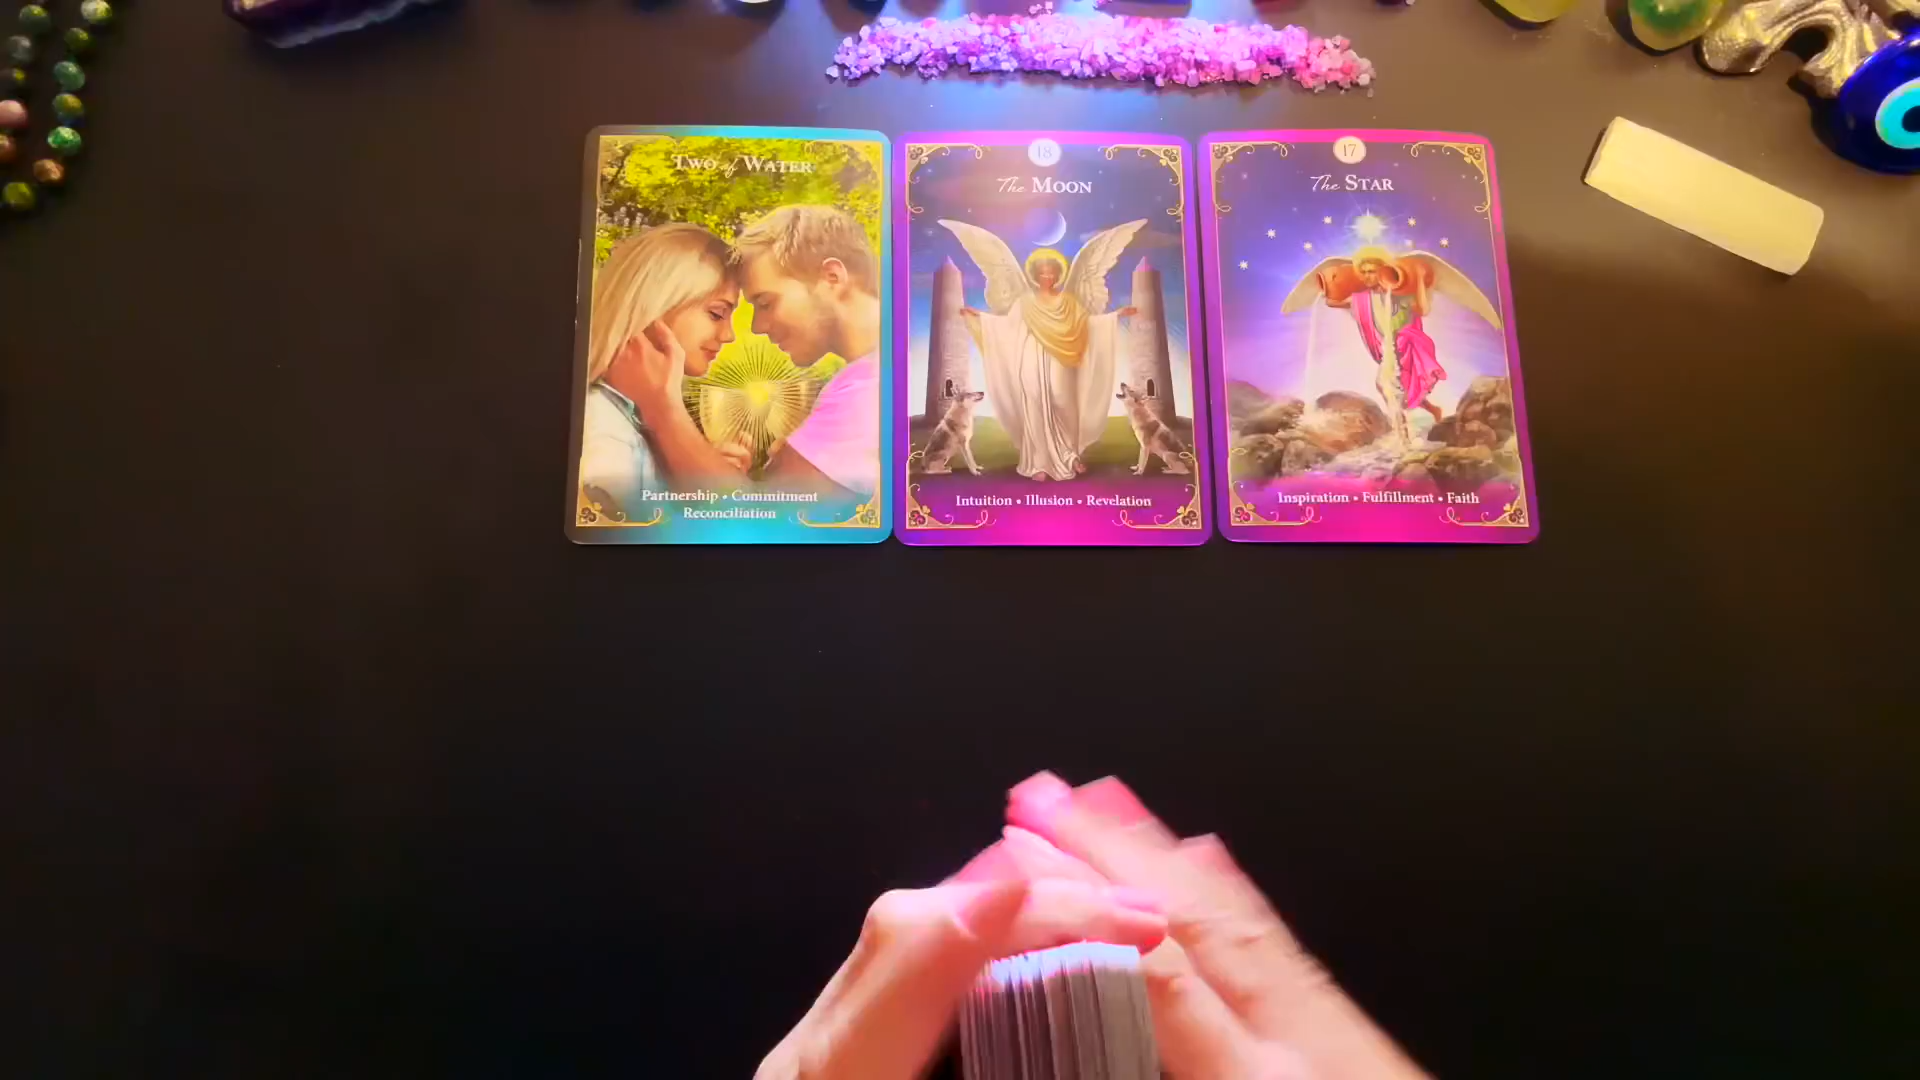 Two of Water
Partnership • Commitment
Reconciliation
18
The Moon
Intuition • Illusion • Revelation
17
The Star
Inspiration • Fulfillment • Faith